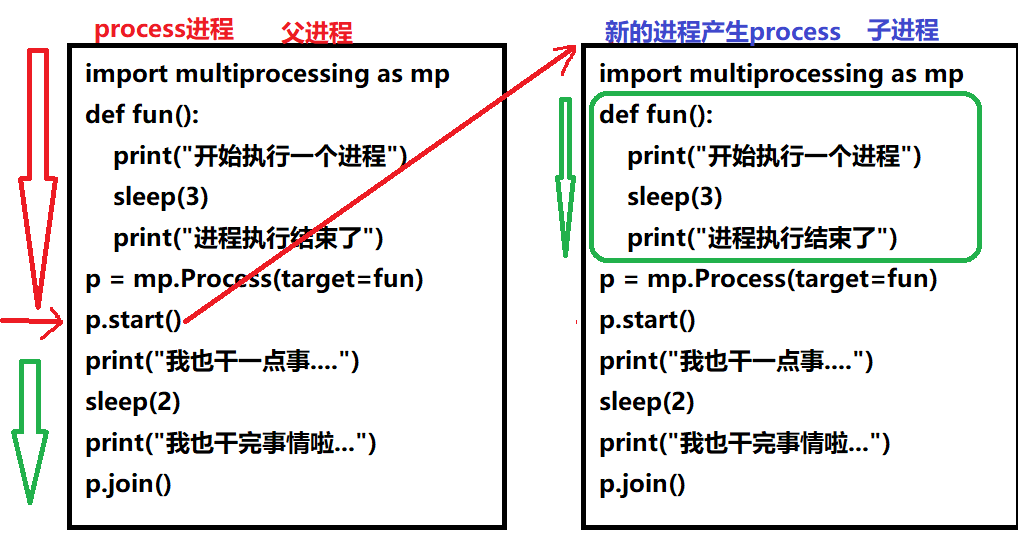 process进程 父进程
import multiprocessing as mp
def fun():
print("开始执行一个进程")
sleep(3)
print("进程执行结束了")
p = mp.Process(target=fun)
p.start()
print("我也干一点事....")
sleep(2)
print("我也干完事情啦...")
p.join()
新的进程产生process 子进程
import multiprocessing as mp
def fun():
print("开始执行一个进程")
sleep(3)
print("进程执行结束了")
p = mp.Process(target=fun)
p.start()
print("我也干一点事....")
sleep(2)
print("我也干完事情啦...")
p.join()